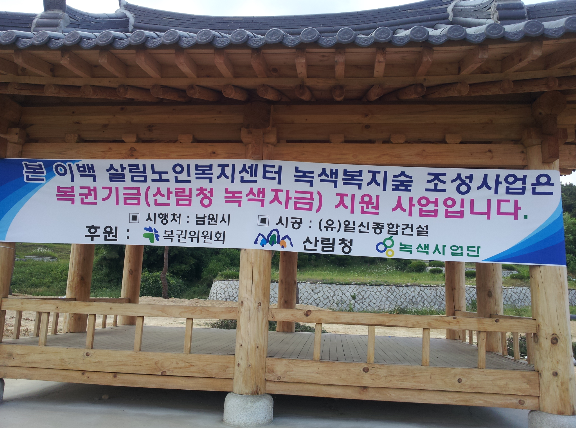 본 이백 살림노인복지센터 녹색복지숲 조성사업은
복권기금(산림청 녹색자금) 지원 사업입니다.
▣ 시행처 : 남원시 ▣ 시공 : (유)일신종합건설
후원 : 복권위원회 산림청 녹색사업단